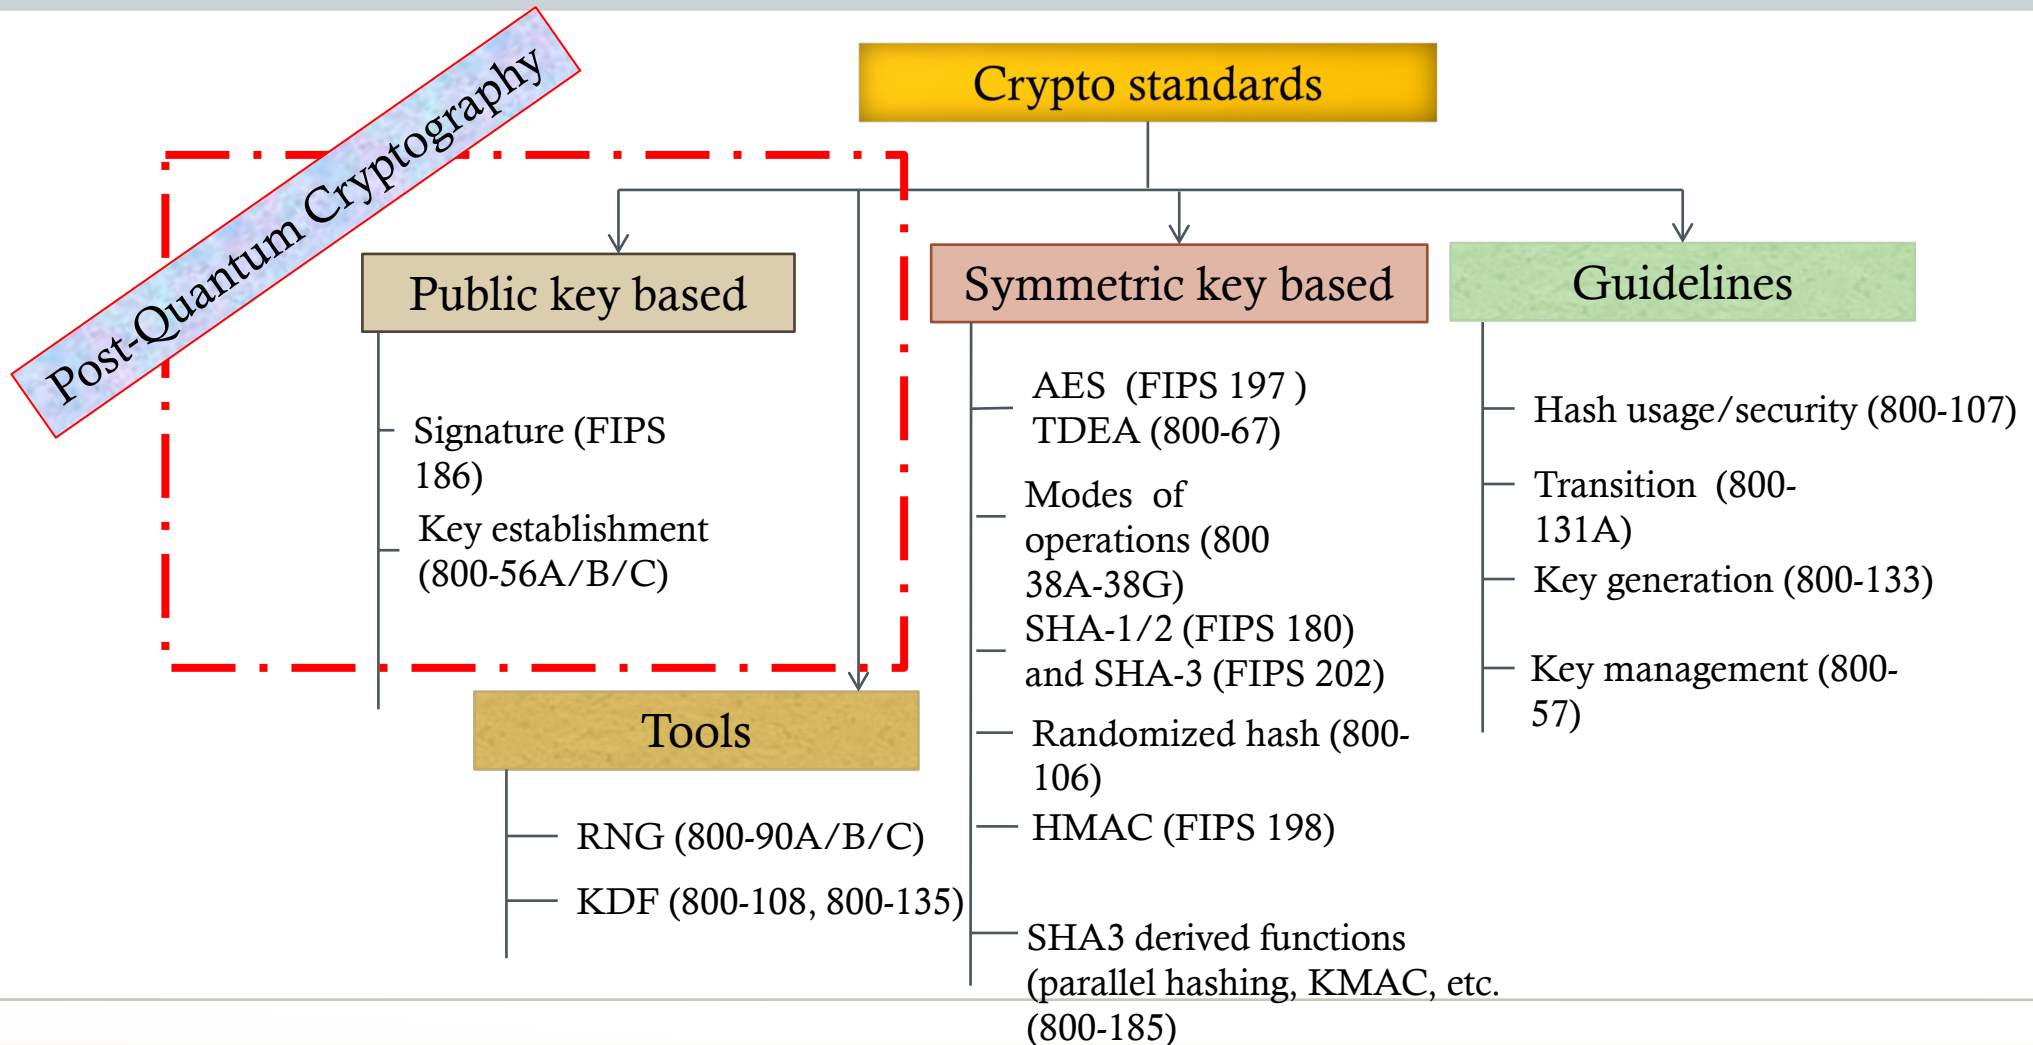 Post-Quantum Cryptography
Crypto standards
Public key based
Signature (FIPS
186)
Key establishment
(800-56A/B/C)
Tools
RNG (800-90A/B/C)
KDF (800-108, 800-135)
Symmetric key based
AES (FIPS 197 )
TDEA (800-67)
Modes of
operations (800
38A-38G)
SHA-1/2 (FIPS 180)
and SHA-3 (FIPS 202)
Randomized hash (800-
106)
HMAC (FIPS 198)
SHA3 derived functions
(parallel hashing, KMAC, etc.
(800-185)
Guidelines
Hash usage/security (800-107)
Transition (800-
131A)
Key generation (800-133)
Key management (800-
57)